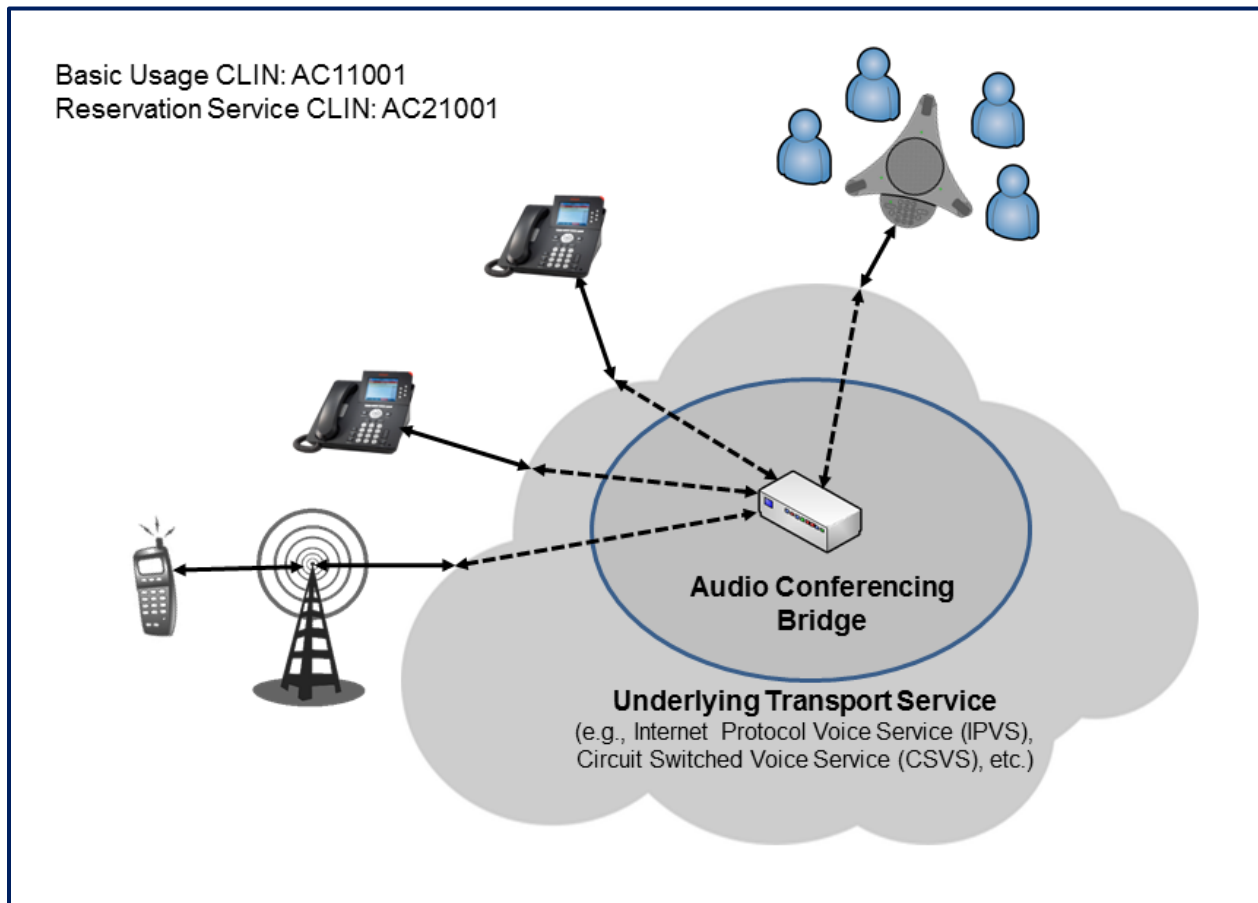 Basic Usage CLIN: AC11001
Reservation Service CLIN: AC21001
Audio Conferencing
Bridge
Underlying Transport Service
(e.g., Internet Protocol Voice Service (IPVS),
Circuit Switched Voice Service (CSVS), etc.)